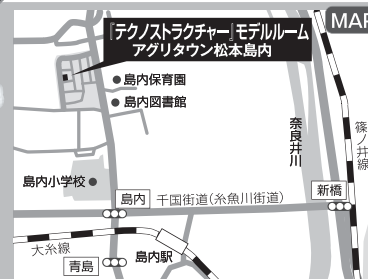 『テクノストラクチャー』モデルルーム
アグリタウン松本島内
MAP
島内保育園
島内図書館
奈良井川
篠ノ井線
島内小学校
島内
千国街道(糸魚川街道)
新橋
大糸線
青島
島内駅